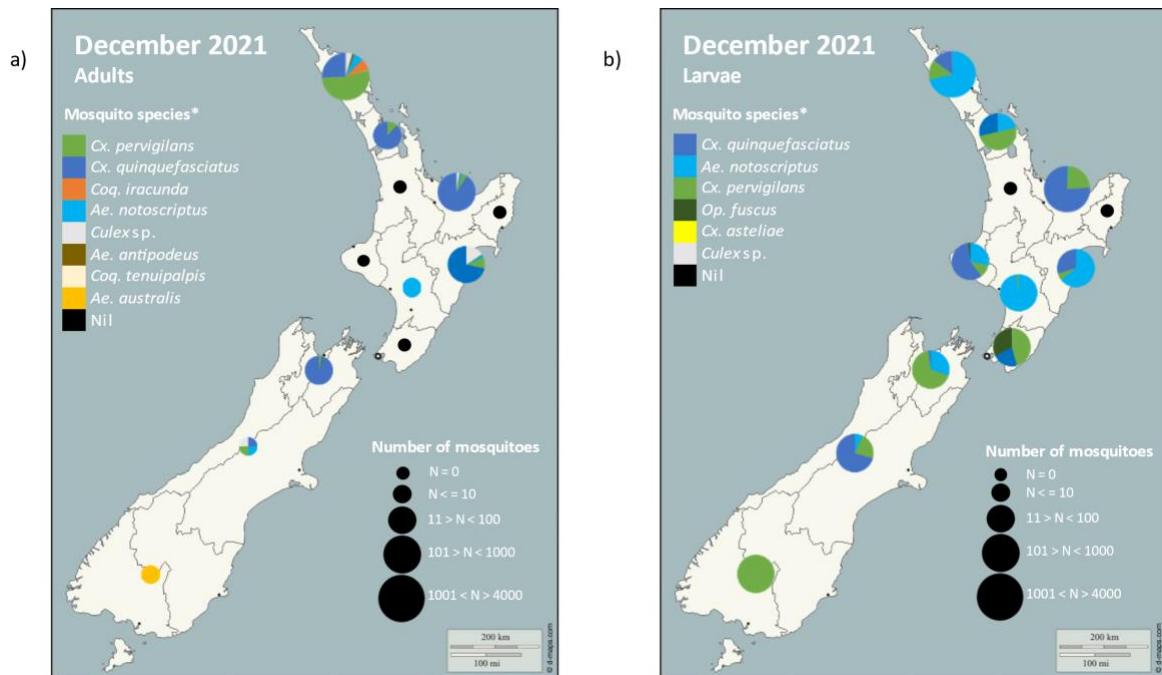 a)
December 2021
Adults
Mosquito species*
Cx. pervigilans
Cx. quinquefasciatus
Coq. iracunda
Ae. notoscriptus
Culex sp.
Ae. antipodeus
Coq. tenuipalpis
Ae. australis
Nil
Number of mosquitoes
N = 0
N < = 10
11 > N < 100
101 > N < 1000
1001 < N > 4000
200 km
100 mi
© d-maps.com
b)
December 2021
Larvae
Mosquito species*
Cx. quinquefasciatus
Ae. notoscriptus
Cx. pervigilans
Op. fuscus
Cx. asteliae
Culex sp.
Nil
Number of mosquitoes
N = 0
N < = 10
11 > N < 100
101 > N < 1000
1001 < N > 4000
200 km
100 mi
© d-maps.com